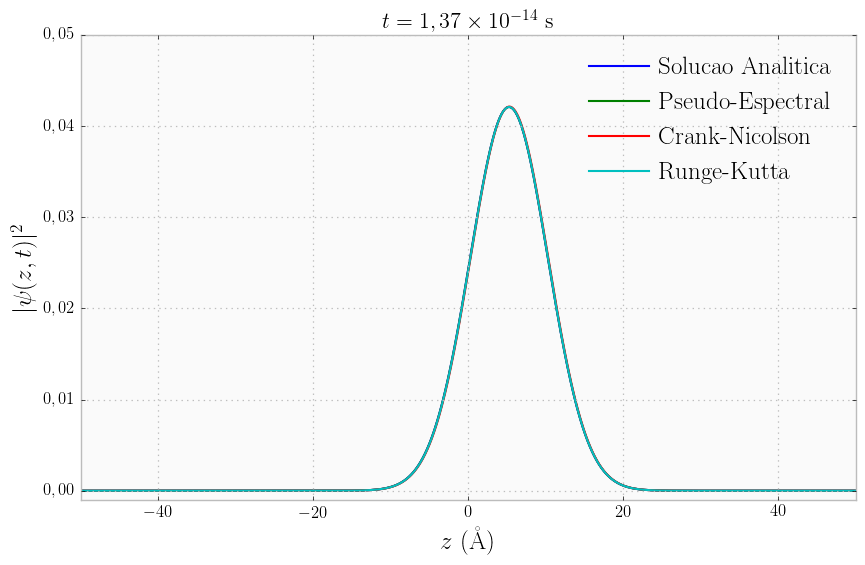 t = 1,37 × 10⁻¹⁴ s
0,05
0,04
0,03
0,02
0,01
0,00
|ψ(z, t)|²
Solucao Analitica
Pseudo-Espectral
Crank-Nicolson
Runge-Kutta
−40 −20 0 20 40
z (Å)